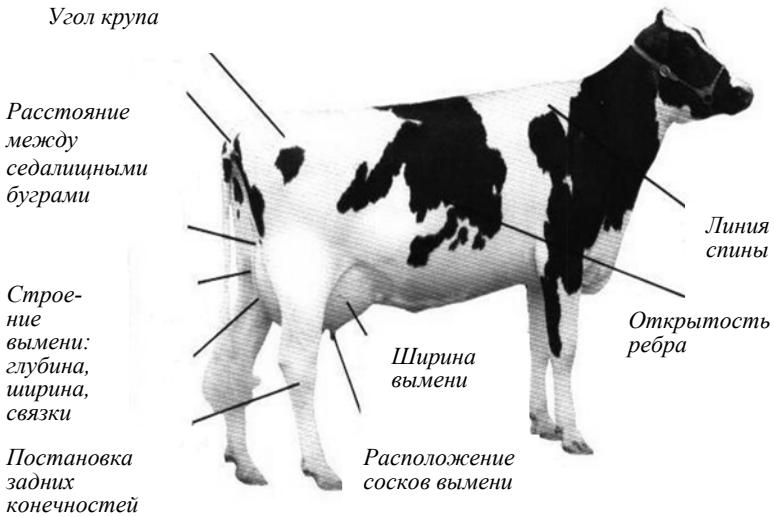 Угол крупа
Расстояние
между
седалищными
буграми
Линия
спины
Открытость
ребра
Строе-
ние
вымени:
глубина,
ширина,
связки
Ширина
вымени
Постановка
задних
конечностей
Расположение
сосков вымени